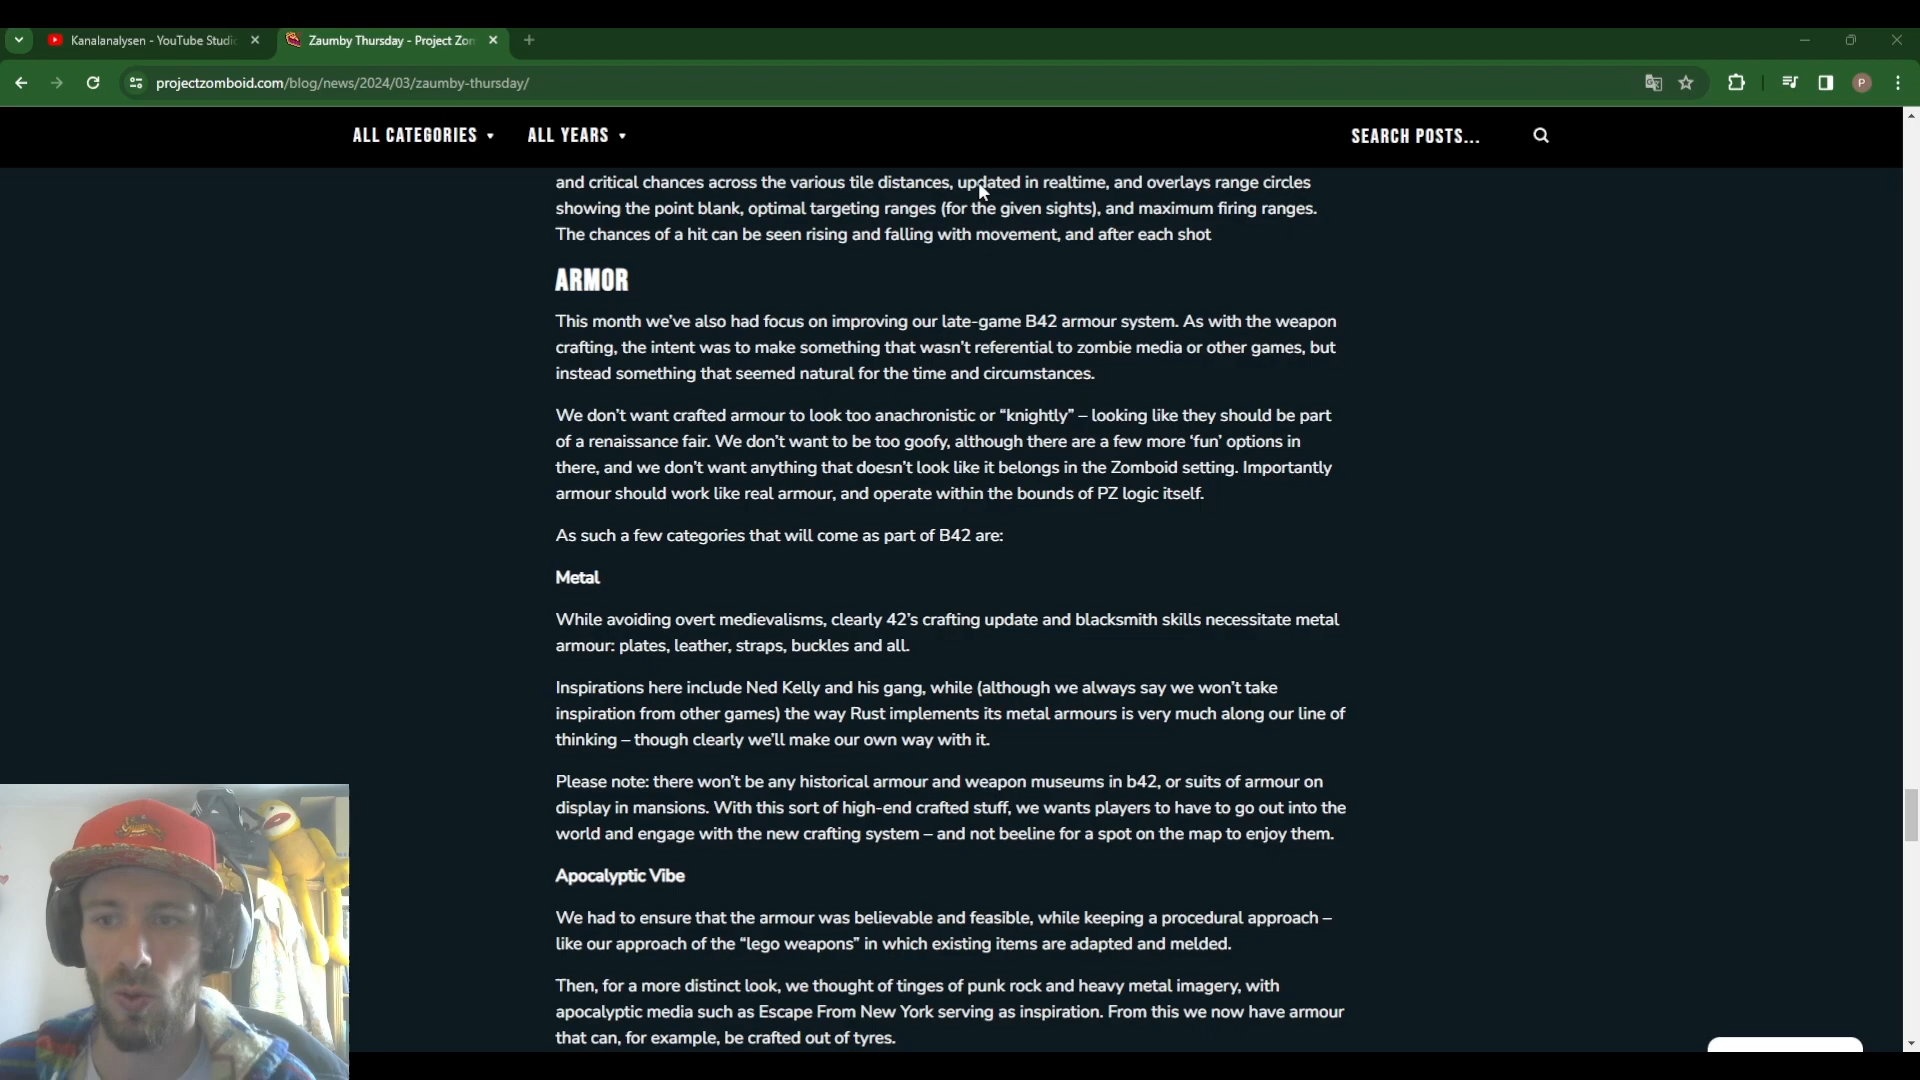 Kanalanalysen - YouTube Studio
Zaumby Thursday - Project Zom
projectzomboid.com/blog/news/2024/03/zaumby-thursday/
P
ALL CATEGORIES
ALL YEARS
SEARCH POSTS...
and critical chances across the various tile distances, updated in realtime, and overlays range circles
showing the point blank, optimal targeting ranges (for the given sights), and maximum firing ranges.
The chances of a hit can be seen rising and falling with movement, and after each shot
ARMOR
This month we've also had focus on improving our late-game B42 armour system. As with the weapon
crafting, the intent was to make something that wasn't referential to zombie media or other games, but
instead something that seemed natural for the time and circumstances.
We don't want crafted armour to look too anachronistic or “knightly” – looking like they should be part
of a renaissance fair. We don't want to be too goofy, although there are a few more ‘fun’ options in
there, and we don't want anything that doesn't look like it belongs in the Zomboid setting. Importantly
armour should work like real armour, and operate within the bounds of PZ logic itself.
As such a few categories that will come as part of B42 are:
Metal
While avoiding overt medievalisms, clearly 42's crafting update and blacksmith skills necessitate metal
armour: plates, leather, straps, buckles and all.
Inspirations here include Ned Kelly and his gang, while (although we always say we won't take
inspiration from other games) the way Rust implements its metal armours is very much along our line of
thinking – though clearly we'll make our own way with it.
Please note: there won't be any historical armour and weapon museums in b42, or suits of armour on
display in mansions. With this sort of high-end crafted stuff, we wants players to have to go out into the
world and engage with the new crafting system – and not beeline for a spot on the map to enjoy them.
Apocalyptic Vibe
We had to ensure that the armour was believable and feasible, while keeping a procedural approach –
like our approach of the “lego weapons” in which existing items are adapted and melded.
Then, for a more distinct look, we thought of tinges of punk rock and heavy metal imagery, with
apocalyptic media such as Escape From New York serving as inspiration. From this we now have armour
that can, for example, be crafted out of tyres.